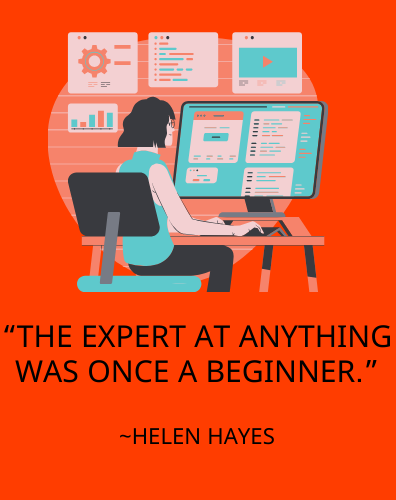 “THE EXPERT AT ANYTHING
WAS ONCE A BEGINNER.”
~HELEN HAYES